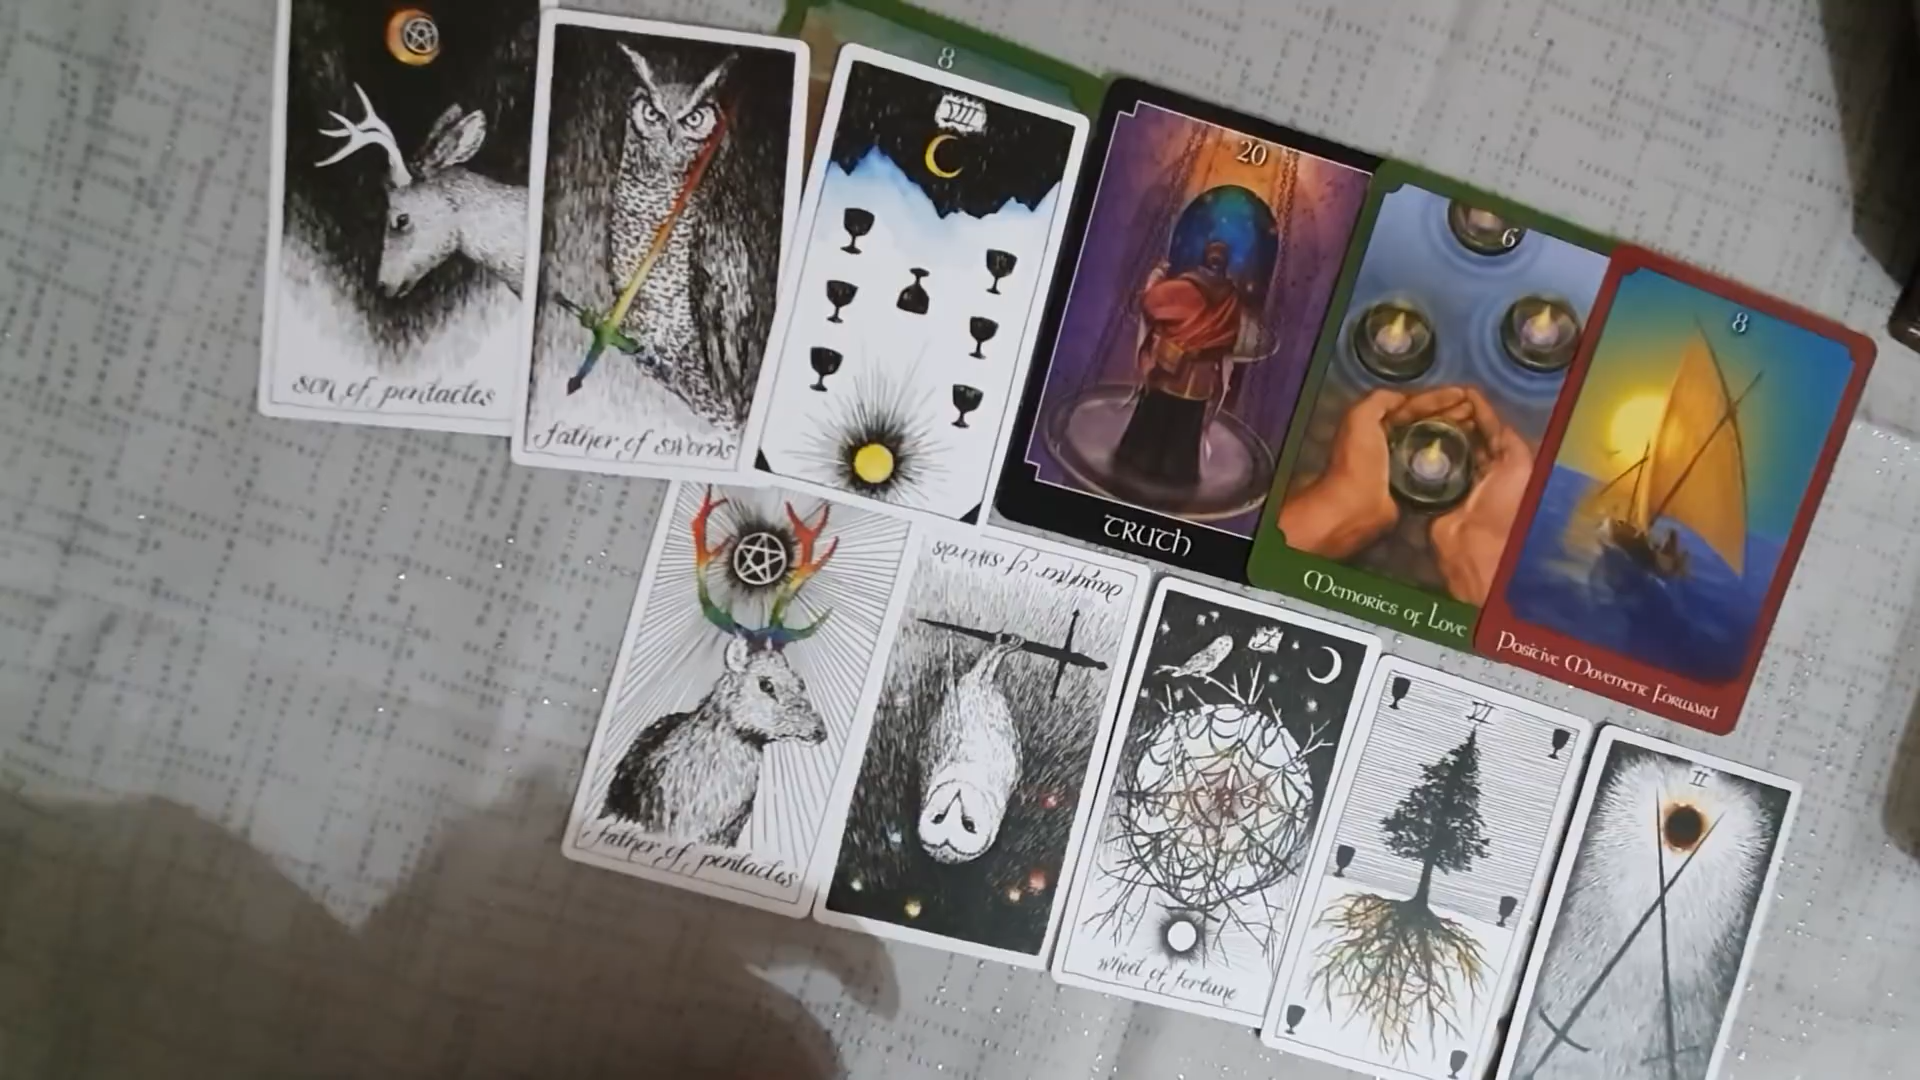 8
son of pentacles
father of swords
VII
20
TRUTH
6
Memories of Love
8
Positive Movement Forward
father of pentacles
daughter of swords
X
wheel of fortune
VI
II